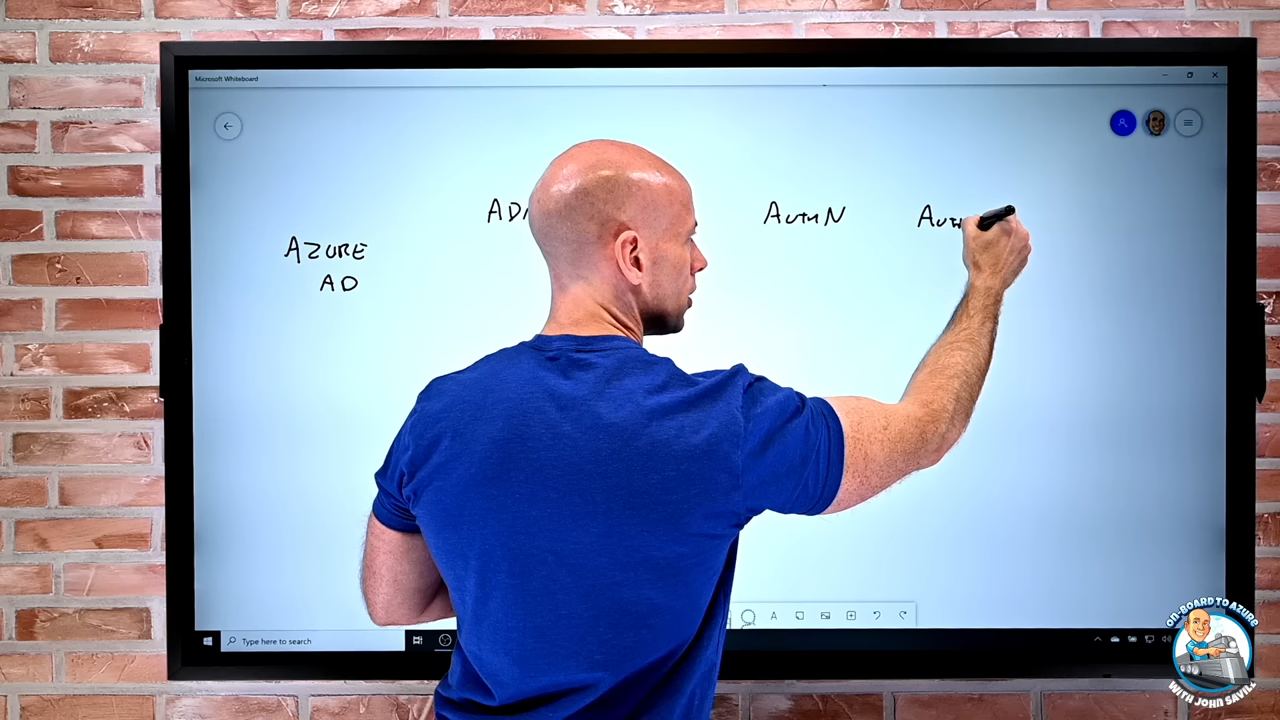 Microsoft Whiteboard
AZURE
AD
AuthN
Type here to search
ON-BOARD TO AZURE
WITH JOHN SAVILL